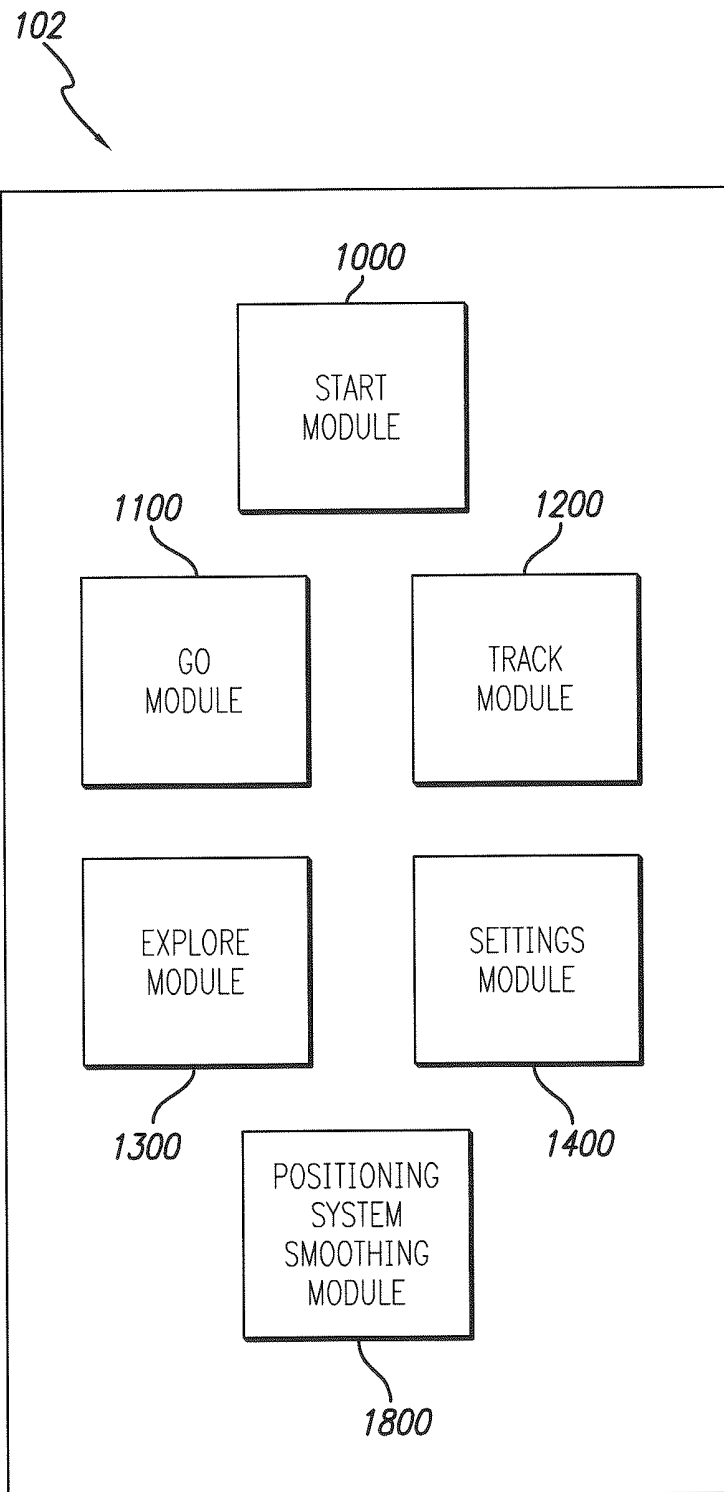 102
1000
START
MODULE
1100
1200
GO
MODULE
TRACK
MODULE
EXPLORE
MODULE
SETTINGS
MODULE
1300
1400
POSITIONING
SYSTEM
SMOOTHING
MODULE
1800